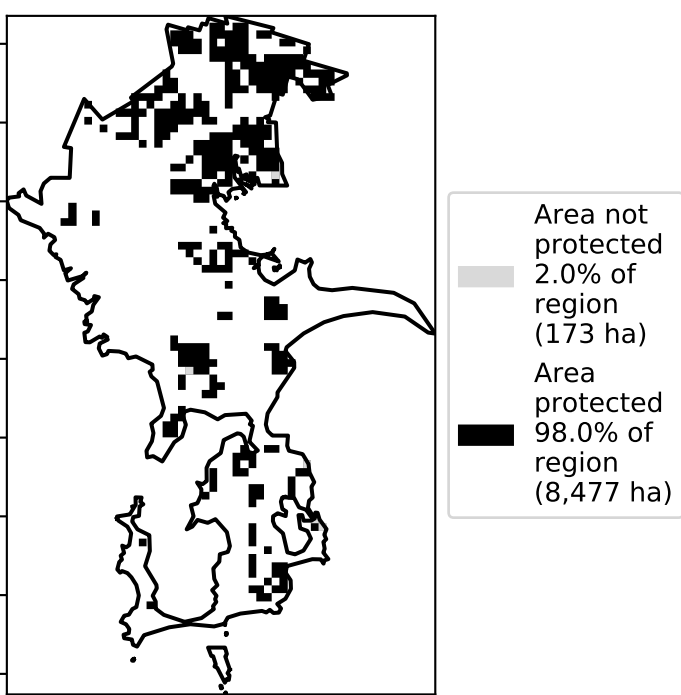 Area not
protected
2.0% of
region
(173 ha)
Area
protected
98.0% of
region
(8,477 ha)